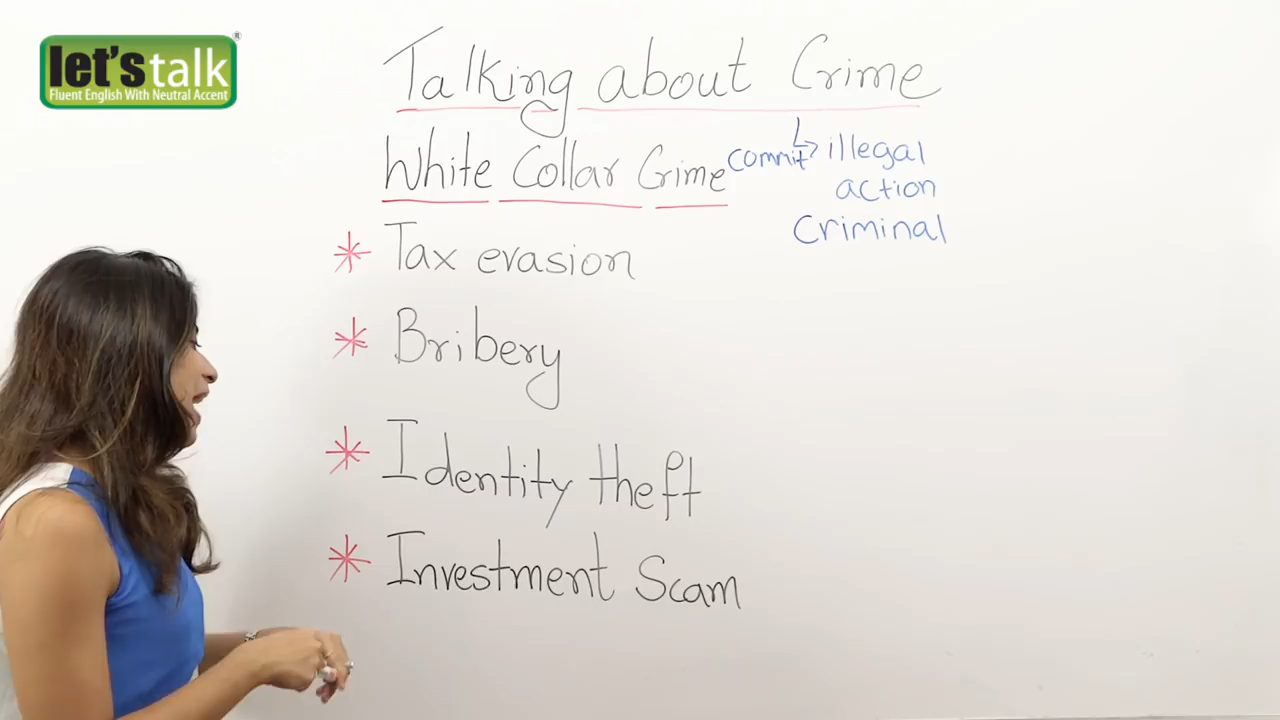 let's talk ®
Fluent English With Neutral Accent
Talking about Crime
White Collar Crime
commit illegal
action
Criminal
* Tax evasion
* Bribery
* Identity theft
* Investment Scam